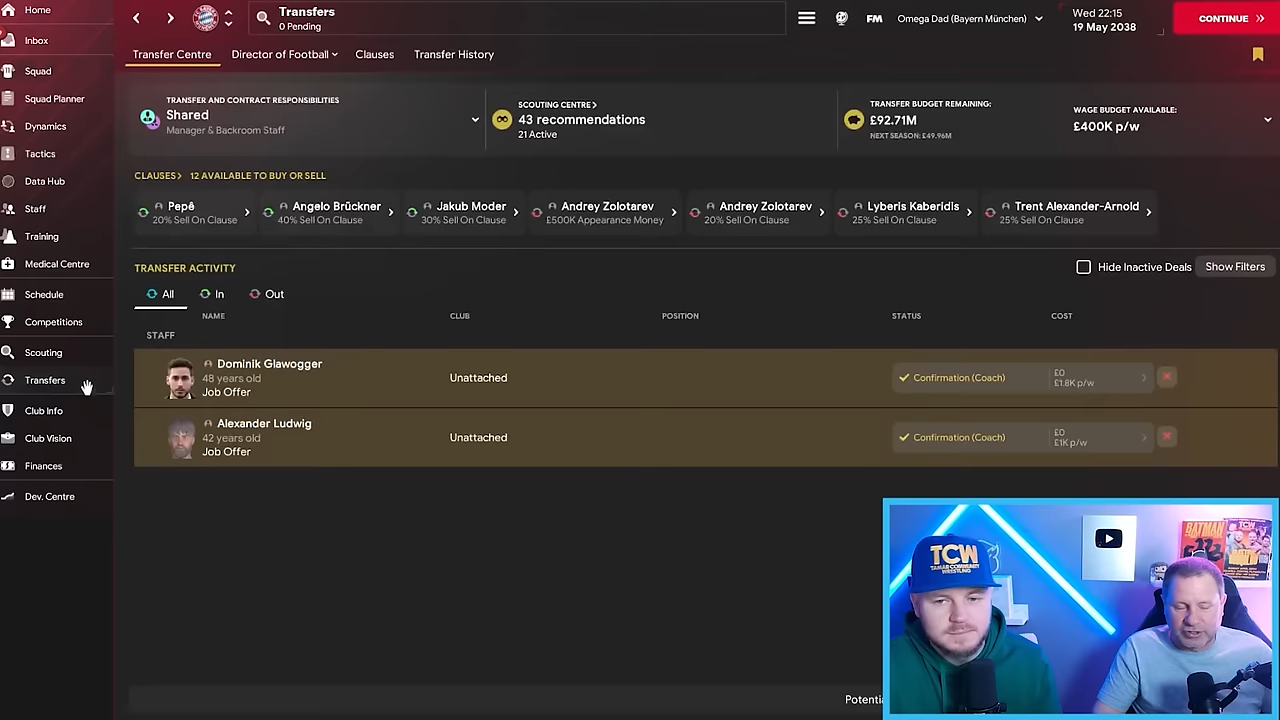 Home
Inbox
Squad
Squad Planner
Dynamics
Tactics
Data Hub
Staff
Training
Medical Centre
Schedule
Competitions
Scouting
Transfers
Club Info
Club Vision
Finances
Dev. Centre
Transfers
0 Pending
FM
Omega Dad (Bayern München)
Wed 22:15
19 May 2038
CONTINUE
Transfer Centre
Director of Football
Clauses
Transfer History
TRANSFER AND CONTRACT RESPONSIBILITIES
Shared
Manager & Backroom Staff
SCOUTING CENTRE >
43 recommendations
21 Active
TRANSFER BUDGET REMAINING:
£92.71M
NEXT SEASON: £49.96M
WAGE BUDGET AVAILABLE:
£400K p/w
CLAUSES > 12 AVAILABLE TO BUY OR SELL
Pepê
20% Sell On Clause
Angelo Brückner
40% Sell On Clause
Jakub Moder
30% Sell On Clause
Andrey Zolotarev
£500K Appearance Money
Andrey Zolotarev
20% Sell On Clause
Lyberis Kaberidis
25% Sell On Clause
Trent Alexander-Arnold
25% Sell On Clause
TRANSFER ACTIVITY
Hide Inactive Deals
Show Filters
All
In
Out
NAME CLUB POSITION STATUS COST
STAFF
Dominik Glawogger
48 years old
Job Offer
Unattached
Confirmation (Coach)
£0
£1.8K p/w
Alexander Ludwig
42 years old
Job Offer
Unattached
Confirmation (Coach)
£0
£1K p/w
Potentia
TCW
TAMAR COMMUNITY
WRESTLING
BATMAN
TCW